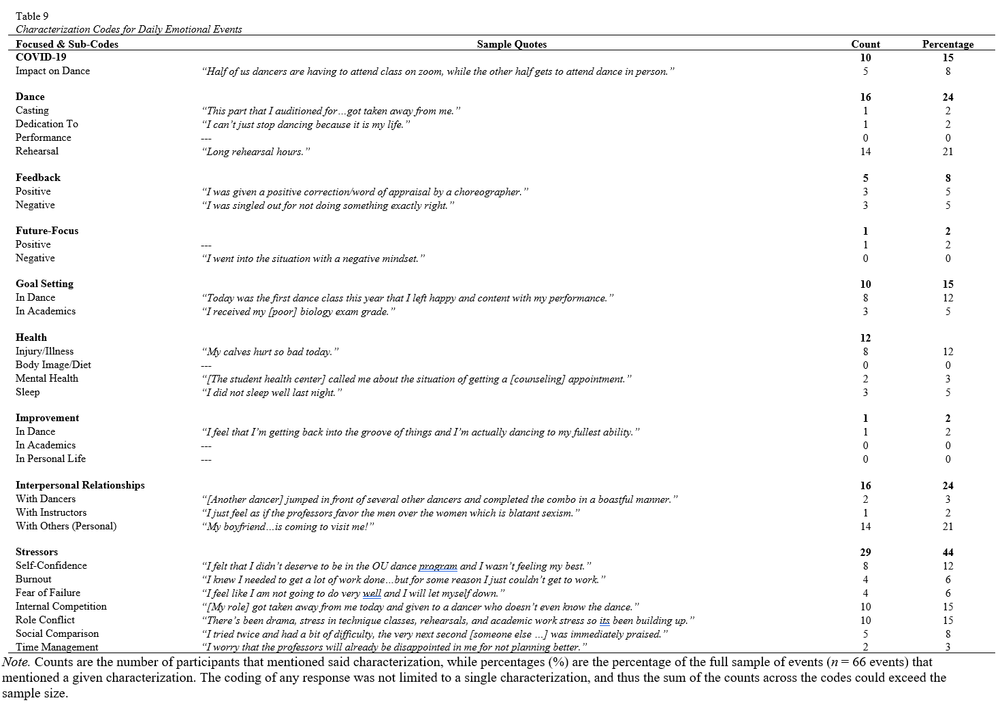 Table 9
Characterization Codes for Daily Emotional Events
Focused & Sub-Codes Sample Quotes Count Percentage
COVID-19 10 15
Impact on Dance “Half of us dancers are having to attend class on zoom, while the other half gets to attend dance in person.” 5 8
Dance 16 24
Casting “This part that I auditioned for…got taken away from me.” 1 2
Dedication To “I can’t just stop dancing because it is my life.” 1 2
Performance --- 0 0
Rehearsal “Long rehearsal hours.” 14 21
Feedback 5 8
Positive “I was given a positive correction/word of appraisal by a choreographer.” 3 5
Negative “I was singled out for not doing something exactly right.” 3 5
Future-Focus 1 2
Positive --- 1 2
Negative “I went into the situation with a negative mindset.” 0 0
Goal Setting 10 15
In Dance “Today was the first dance class this year that I left happy and content with my performance.” 8 12
In Academics “I received my [poor] biology exam grade.” 3 5
Health 12
Injury/Illness “My calves hurt so bad today.” 8 12
Body Image/Diet --- 0 0
Mental Health “[The student health center] called me about the situation of getting a [counseling] appointment.” 2 3
Sleep “I did not sleep well last night.” 3 5
Improvement 1 2
In Dance “I feel that I’m getting back into the groove of things and I’m actually dancing to my fullest ability.” 1 2
In Academics --- 0 0
In Personal Life --- 0 0
Interpersonal Relationships 16 24
With Dancers “[Another dancer] jumped in front of several other dancers and completed the combo in a boastful manner.” 2 3
With Instructors “I just feel as if the professors favor the men over the women which is blatant sexism.” 1 2
With Others (Personal) “My boyfriend…is coming to visit me!” 14 21
Stressors 29 44
Self-Confidence “I felt that I didn’t deserve to be in the OU dance program and I wasn’t feeling my best.” 8 12
Burnout “I knew I needed to get a lot of work done…but for some reason I just couldn’t get to work.” 4 6
Fear of Failure “I feel like I am not going to do very well and I will let myself down.” 4 6
Internal Competition “[My role] got taken away from me today and given to a dancer who doesn’t even know the dance.” 10 15
Role Conflict “There’s been drama, stress in technique classes, rehearsals, and academic work stress so its been building up.” 10 15
Social Comparison “I tried twice and had a bit of difficulty, the very next second [someone else …] was immediately praised.” 5 8
Time Management “I worry that the professors will already be disappointed in me for not planning better.” 2 3
Note. Counts are the number of participants that mentioned said characterization, while percentages (%) are the percentage of the full sample of events (n = 66 events) that
mentioned a given characterization. The coding of any response was not limited to a single characterization, and thus the sum of the counts across the codes could exceed the
sample size.